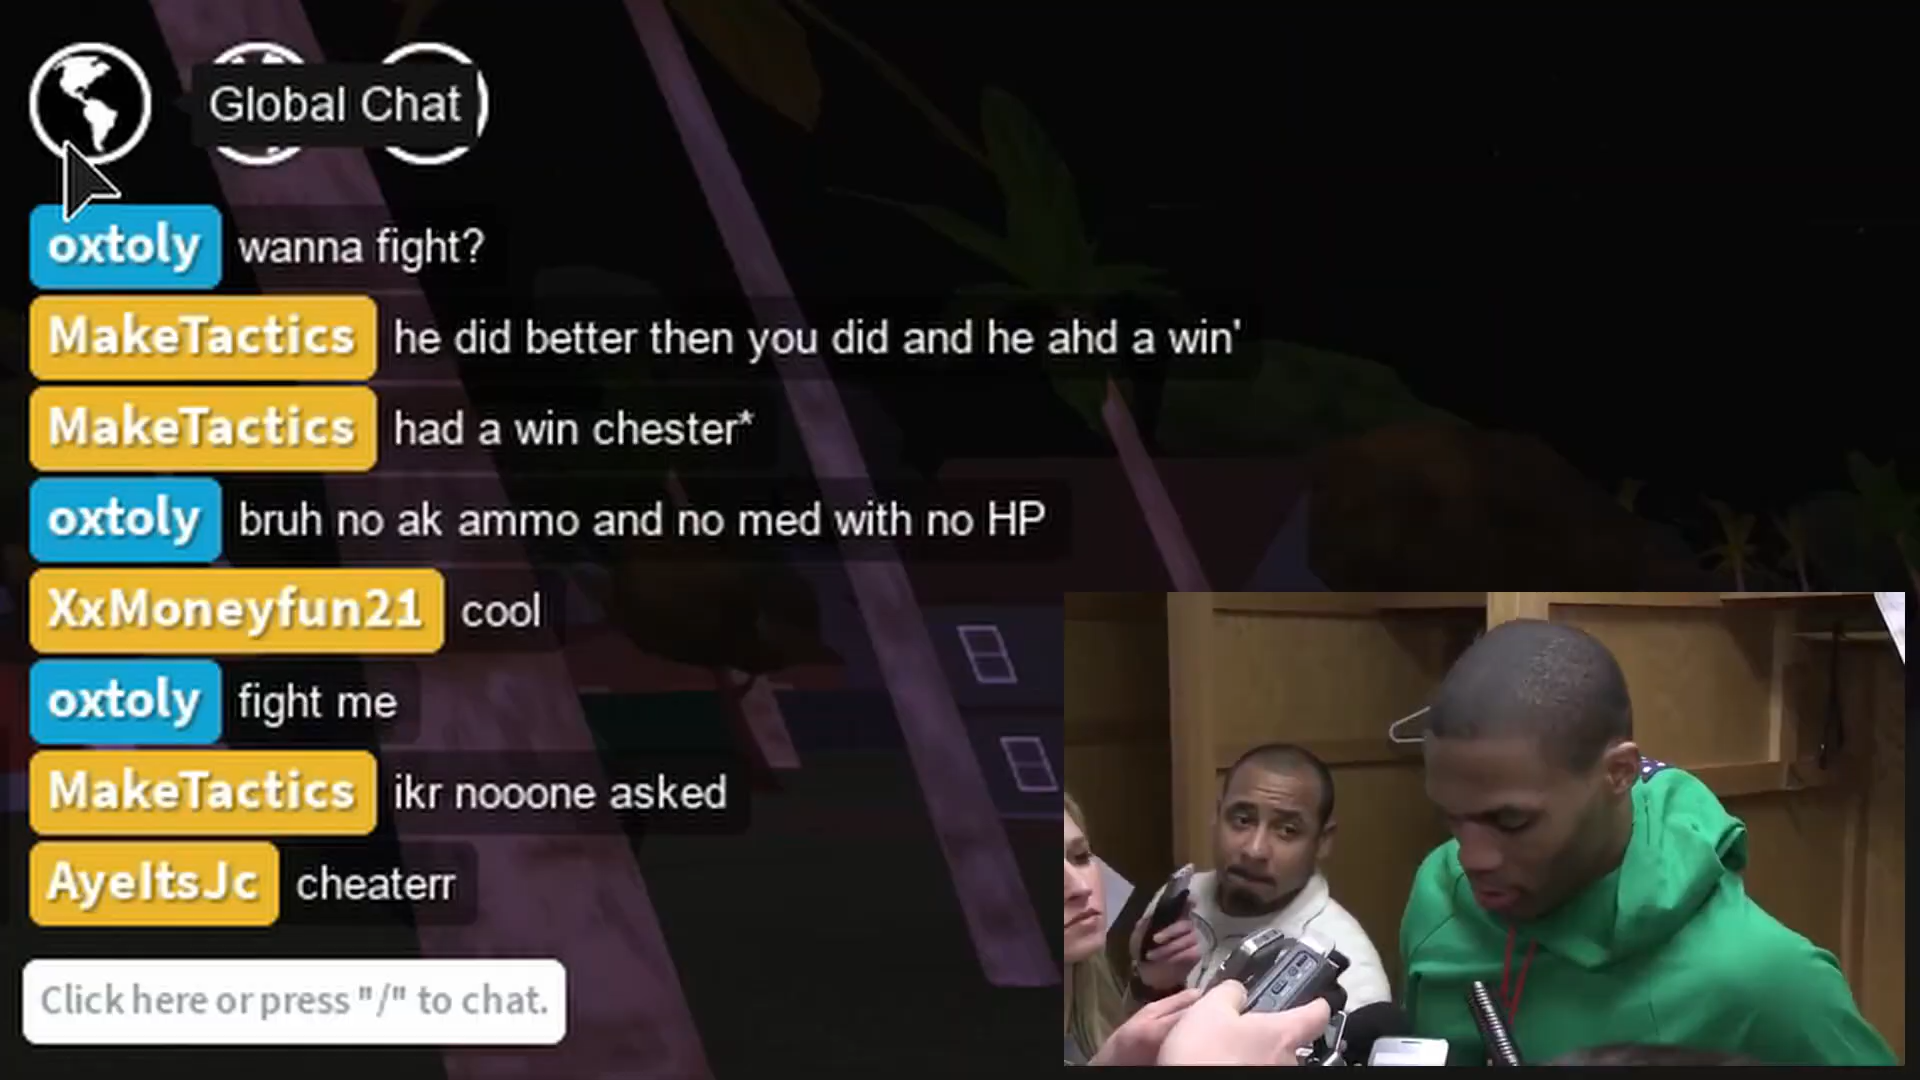 Global Chat
oxtoly wanna fight?
MakeTactics he did better then you did and he ahd a win'
MakeTactics had a win chester*
oxtoly bruh no ak ammo and no med with no HP
XxMoneyfun21 cool
oxtoly fight me
MakeTactics ikr nooone asked
AyeItsJc cheaterr
Click here or press "/" to chat.